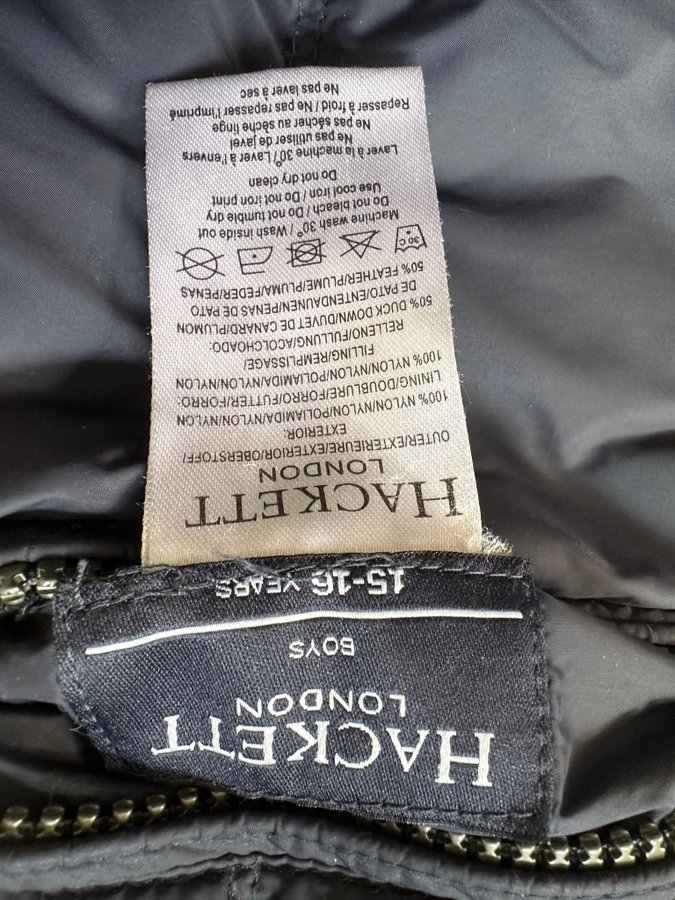 HACKETT
LONDON
BOYS
15-16 YEARS
HACKETT
LONDON
OUTER/EXTERIEURE/EXTERIOR/OBERSTOFF/
EXTERIOR:
100% NYLON/NYLON/POLIAMIDA/NYLON/NYLON
LINING/DOUBLURE/FORRO/FUTTER/FORRO:
100% NYLON/NYLON/POLIAMIDA/NYLON/NYLON
FILLING/REMPLISSAGE/
RELLENO/FULLUNG/ACOLCHOADO:
50% DUCK DOWN/DUVET DE CANARD/PLUMON
DE PATO/ENTENDAUNEN/PENAS DE PATO
50% FEATHER/PLUME/PLUMA/FEDER/PENAS
30°C
Machine wash 30°/ Wash inside out
Do not bleach / Do not tumble dry
Use cool iron / Do not iron print
Do not dry clean
Laver à la machine 30°/ Laver à l'envers
Ne pas utiliser de javel
Ne pas sécher au sèche linge
Repasser à froid / Ne pas repasser l'imprimé
Ne pas laver à sec